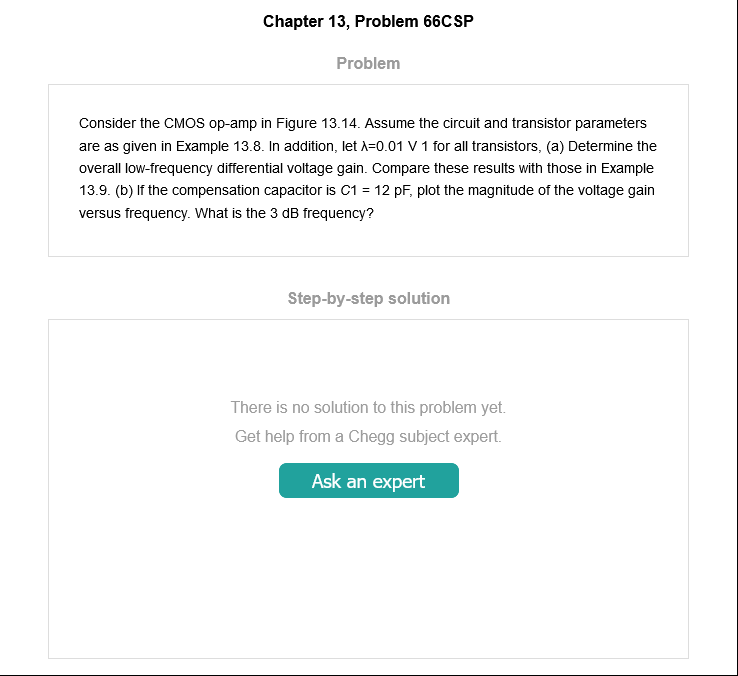 Chapter 13, Problem 66CSP
Problem
Consider the CMOS op-amp in Figure 13.14. Assume the circuit and transistor parameters
are as given in Example 13.8. In addition, let λ=0.01 V 1 for all transistors, (a) Determine the
overall low-frequency differential voltage gain. Compare these results with those in Example
13.9. (b) If the compensation capacitor is C1 = 12 pF, plot the magnitude of the voltage gain
versus frequency. What is the 3 dB frequency?
Step-by-step solution
There is no solution to this problem yet.
Get help from a Chegg subject expert.
Ask an expert